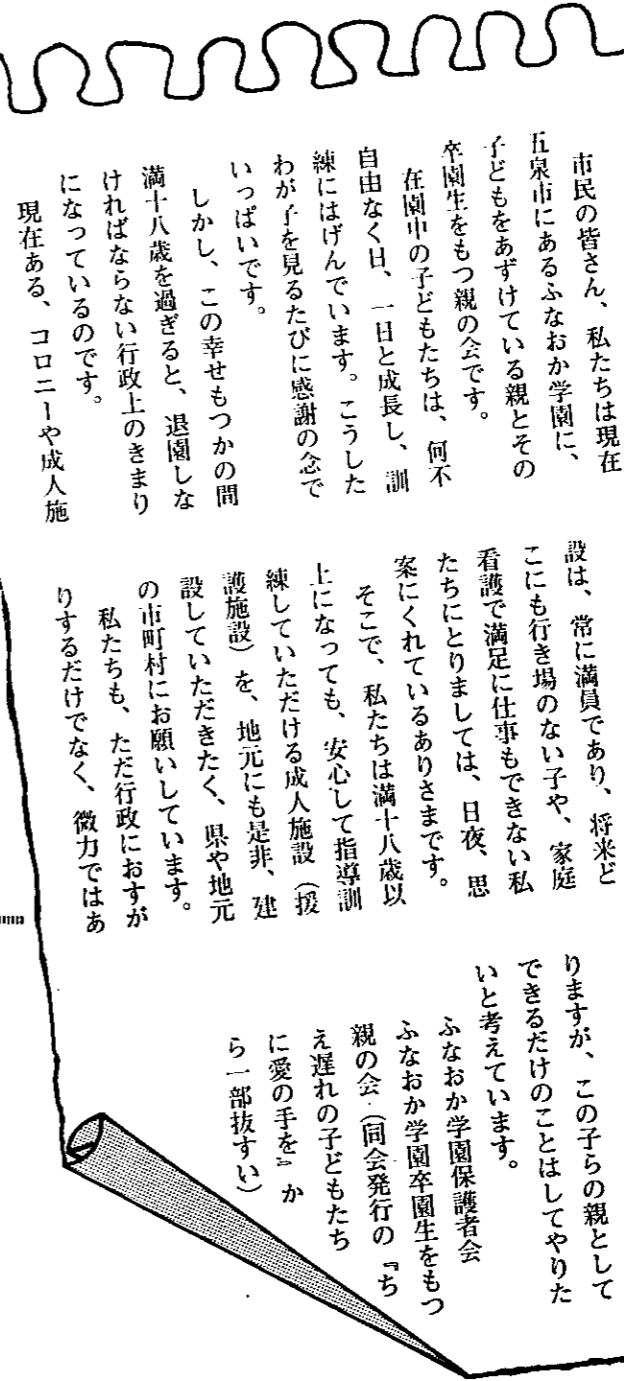 市民の皆さん、私たちは現在
五泉市にあるふなおか学園に、
子どもをあずけている親とその
卒園生をもつ親の会です。
在園中の子どもたちは、何不
自由なく日、一日と成長し、訓
練にはげんでいます。こうした
わが子を見るたびに感謝の念で
いっぱいです。
しかし、この幸せもつかの間
満十八歳を過ぎると、退園しな
ければならない行政上のきまり
になっているのです。
現在ある、コロニーや成人施
設は、常に満員であり、将来ど
こにも行き場のない子や、家庭
看護で満足に仕事もできない私
たちにとりましては、日夜、思
案にくれているありさまです。
そこで、私たちは満十八歳以
上になっても、安心して指導訓
練していただける成人施設（援
護施設）を、地元にも是非、建
設していただきたく、県や地元
の市町村にお願いしています。
私たちも、ただ行政におすが
りするだけでなく、微力ではあ
りますが、この子らの親として
できるだけのことはしてやりた
いと考えています。
ふなおか学園保護者会
ふなおか学園卒園生をもつ
親の会（同会発行の『ち
え遅れの子どもたち
に愛の手を』か
ら一部抜すい）